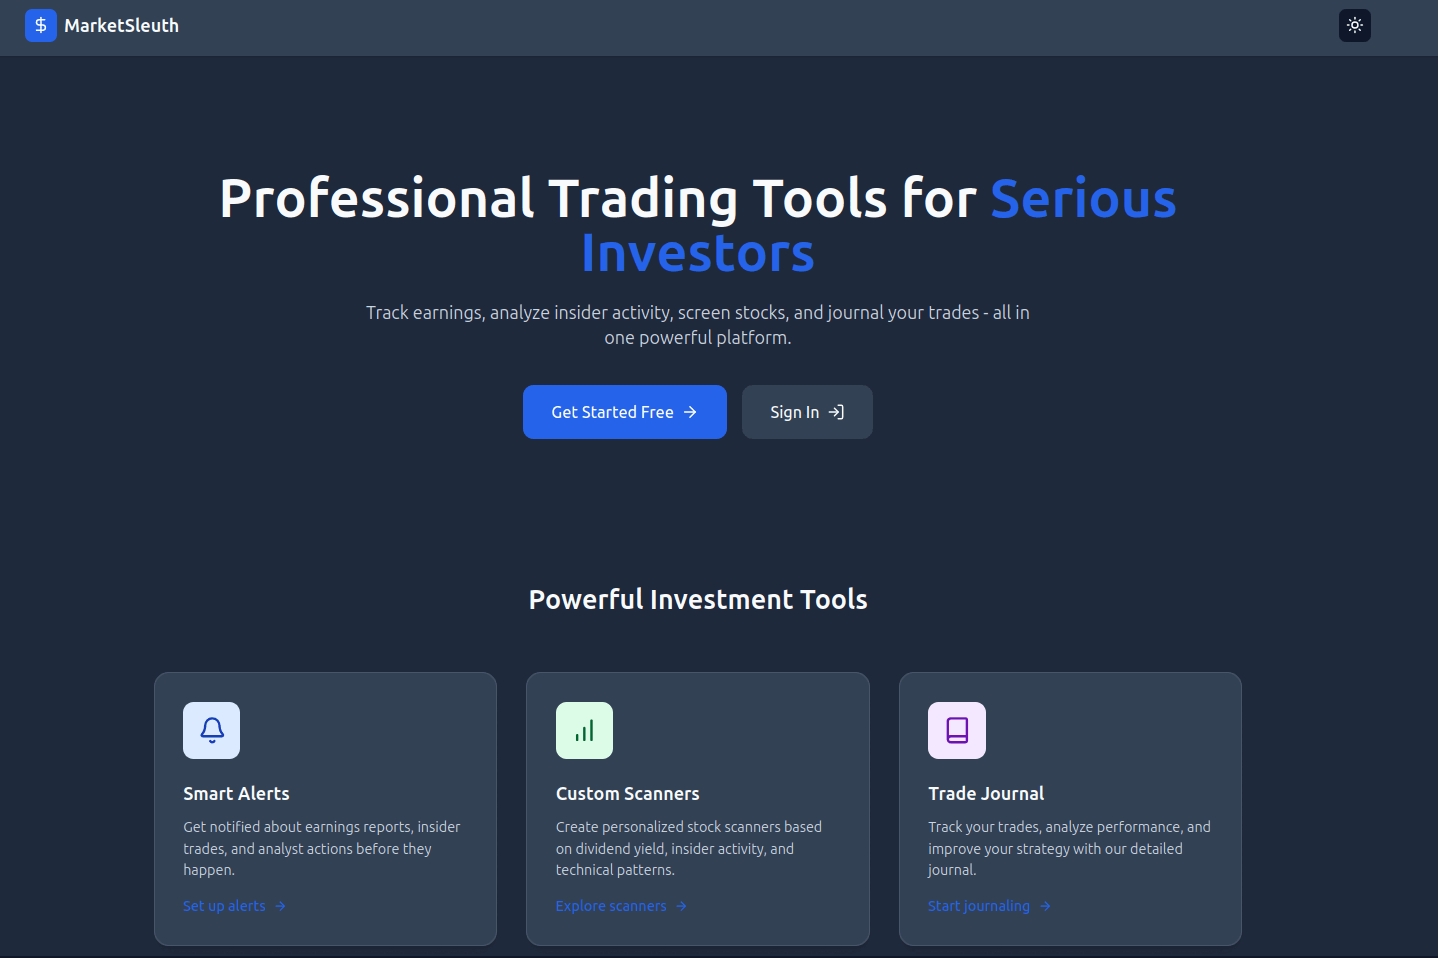 MarketSleuth
Professional Trading Tools for Serious
Investors
Track earnings, analyze insider activity, screen stocks, and journal your trades - all in
one powerful platform.
Get Started Free
Sign In
Powerful Investment Tools
Smart Alerts
Get notified about earnings reports, insider
trades, and analyst actions before they
happen.
Set up alerts
Custom Scanners
Create personalized stock scanners based
on dividend yield, insider activity, and
technical patterns.
Explore scanners
Trade Journal
Track your trades, analyze performance, and
improve your strategy with our detailed
journal.
Start journaling